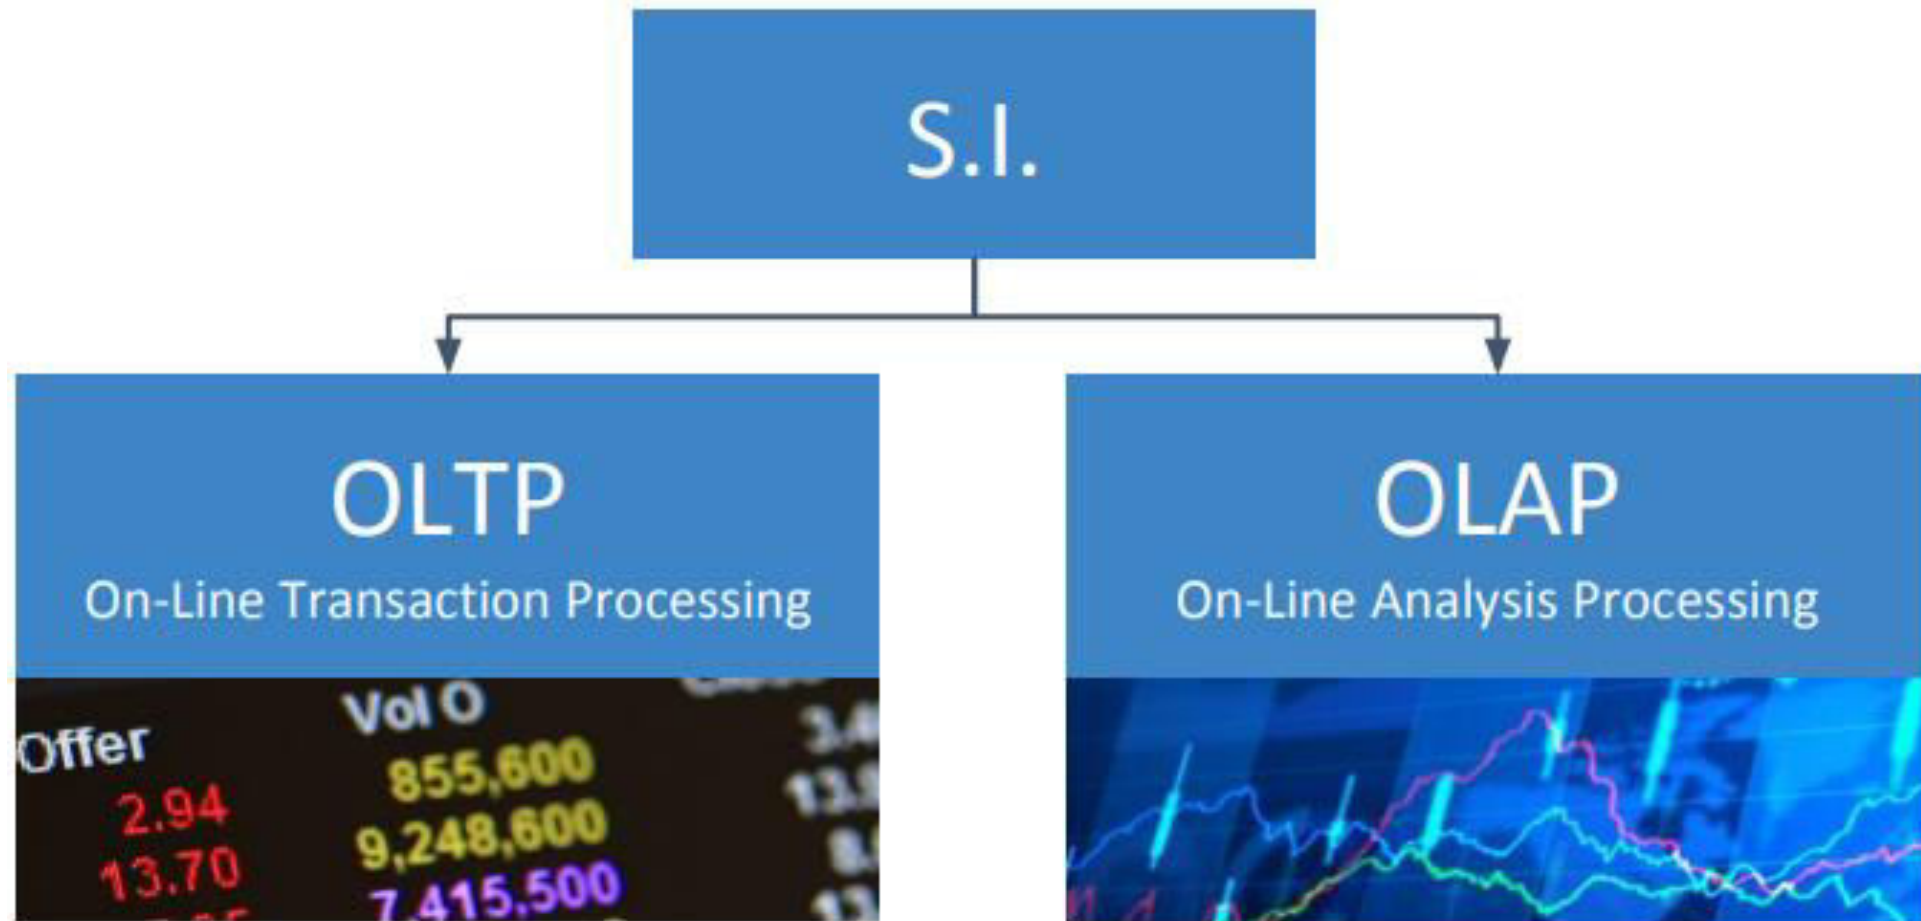 S.I.
OLTP
On-Line Transaction Processing
OLAP
On-Line Analysis Processing
Offer
Vol O
2.94
855,600
13.70
9,248,600
7,415,500